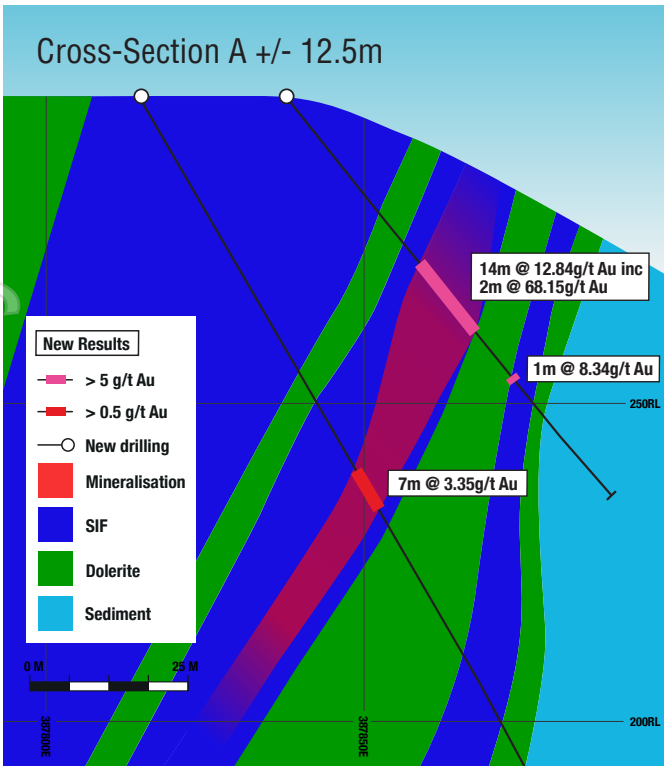 Cross-Section A +/- 12.5m
14m @ 12.84g/t Au inc
2m @ 68.15g/t Au
1m @ 8.34g/t Au
250RL
7m @ 3.35g/t Au
New Results
> 5 g/t Au
> 0.5 g/t Au
New drilling
Mineralisation
SIF
Dolerite
Sediment
0 M
25 M
387800E
387850E
200RL